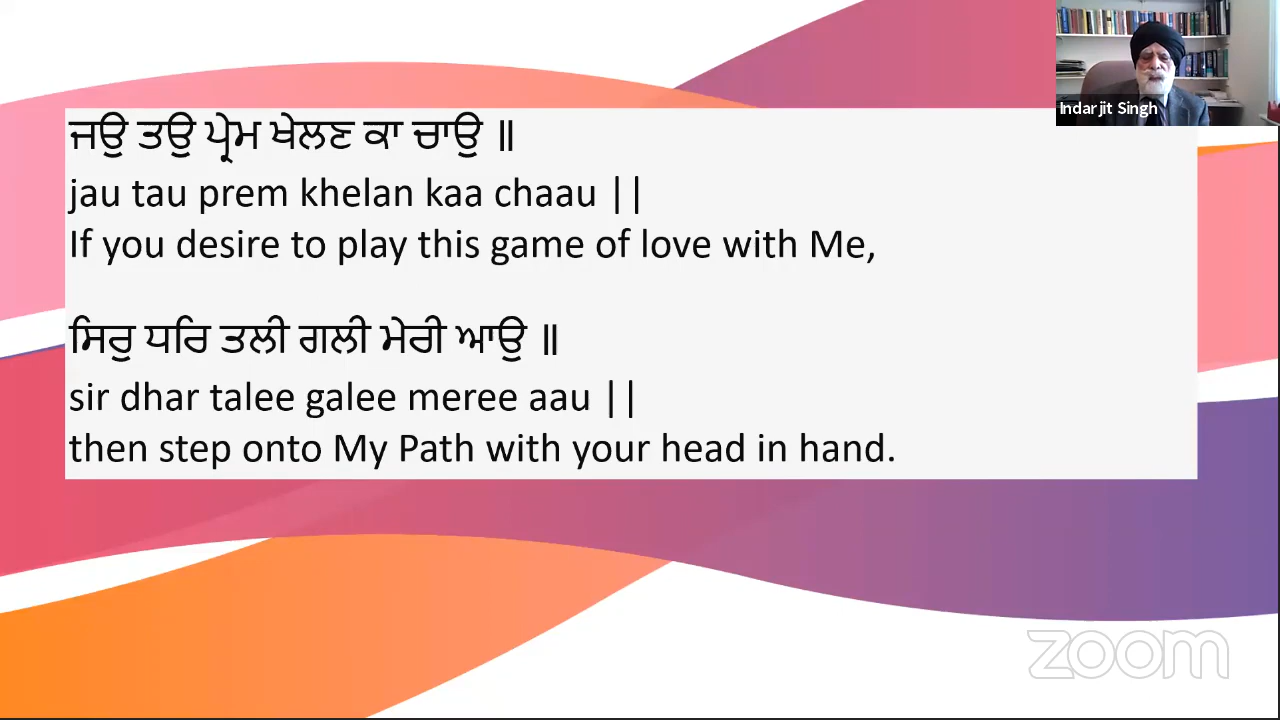 Indarjit Singh
ਜਉ ਤਉ ਪ੍ਰੇਮ ਖੇਲਣ ਕਾ ਚਾਉ ॥
jau tau prem khelan kaa chaau ||
If you desire to play this game of love with Me,
ਸਿਰੁ ਧਰਿ ਤਲੀ ਗਲੀ ਮੇਰੀ ਆਉ ॥
sir dhar talee galee meree aau ||
then step onto My Path with your head in hand.
zoom